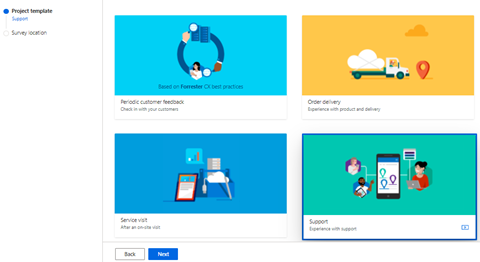 Project template
Support
Survey location
Based on Forrester CX best practices
Periodic customer feedback
Check in with your customers
Order delivery
Experience with product and delivery
Service visit
After an on-site visit
Support
Experience with support
Back
Next